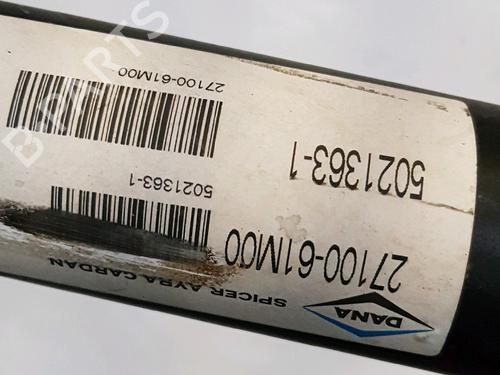 27100-61M00
5021363-1
5021363-1
27100-61M00
SPICER AYRA CARDAN
DANA
B PARTS